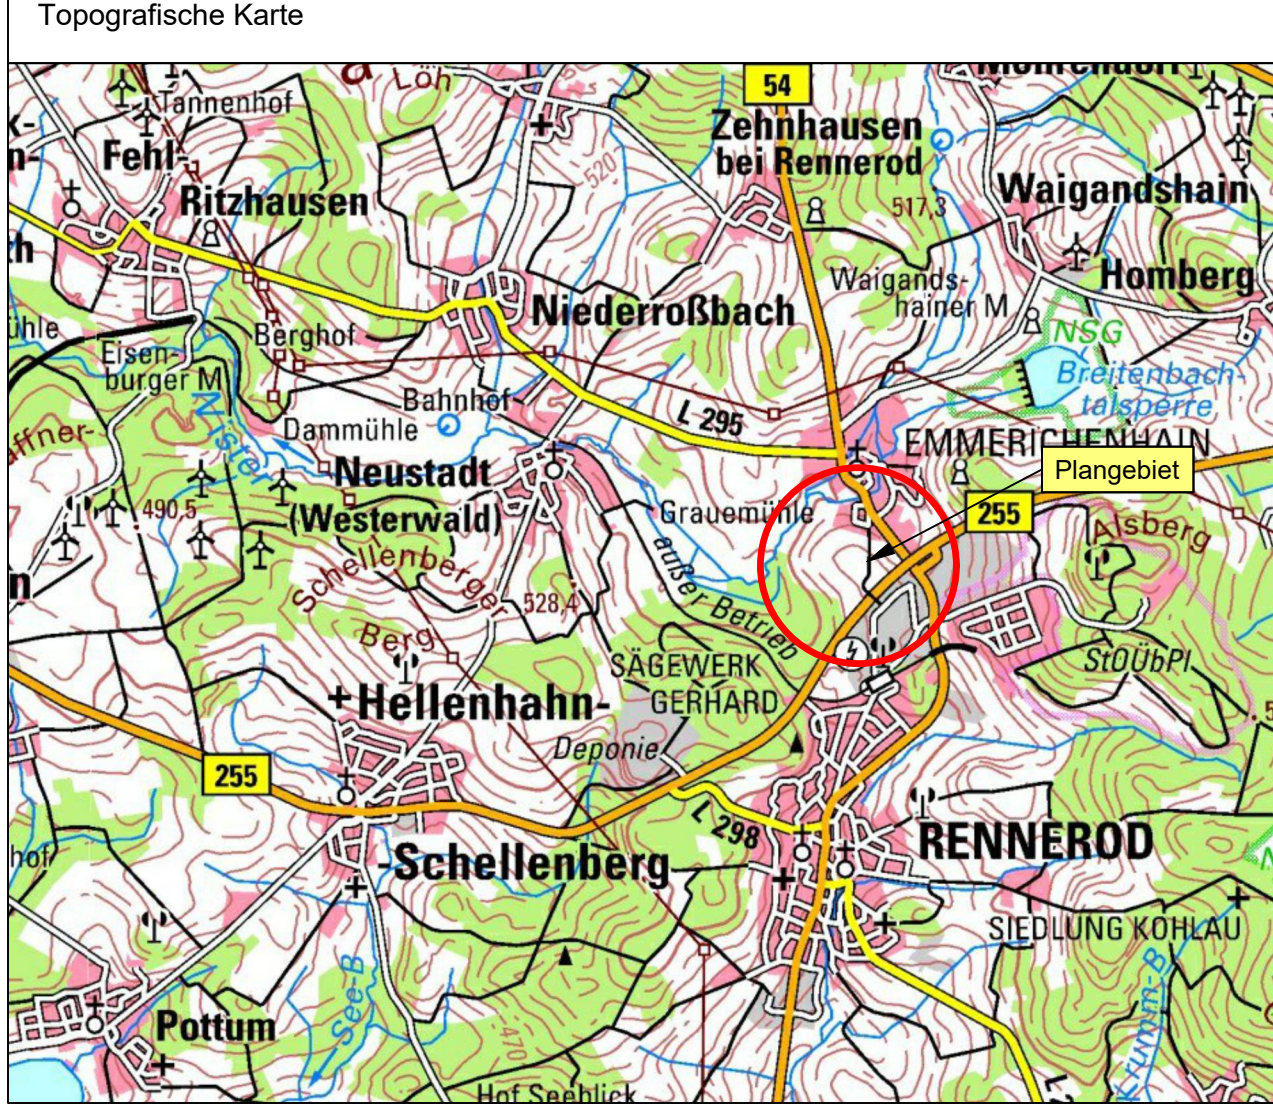 Topografische Karte
Löh
54
Tannenhof
Zehnhausen
bei Rennerod
520
Fehl-
Ritzhausen
517,3
Waigandshain
Homberg
Waigands-
hainer M
Niederroßbach
Berghof
Eisen-
burger M
NSG
Breitenbach-
talsperre
Bahnhof
L 295
Dammühle
Nister
EMMERICHENHAIN
Plangebiet
Neustadt
(Westerwald)
490,5
Grauemühle
255
Alsberg
Schellenberger
Berg
528,4
außer Betrieb
SÄGEWERK
GERHARD
StOÜbPl
Hellenhahn-
Deponie
255
L 298
RENNEROD
-Schellenberg
SIEDLUNG KOHLAU
See-B
Krumm-B
Pottum
470
Hof Seeblick